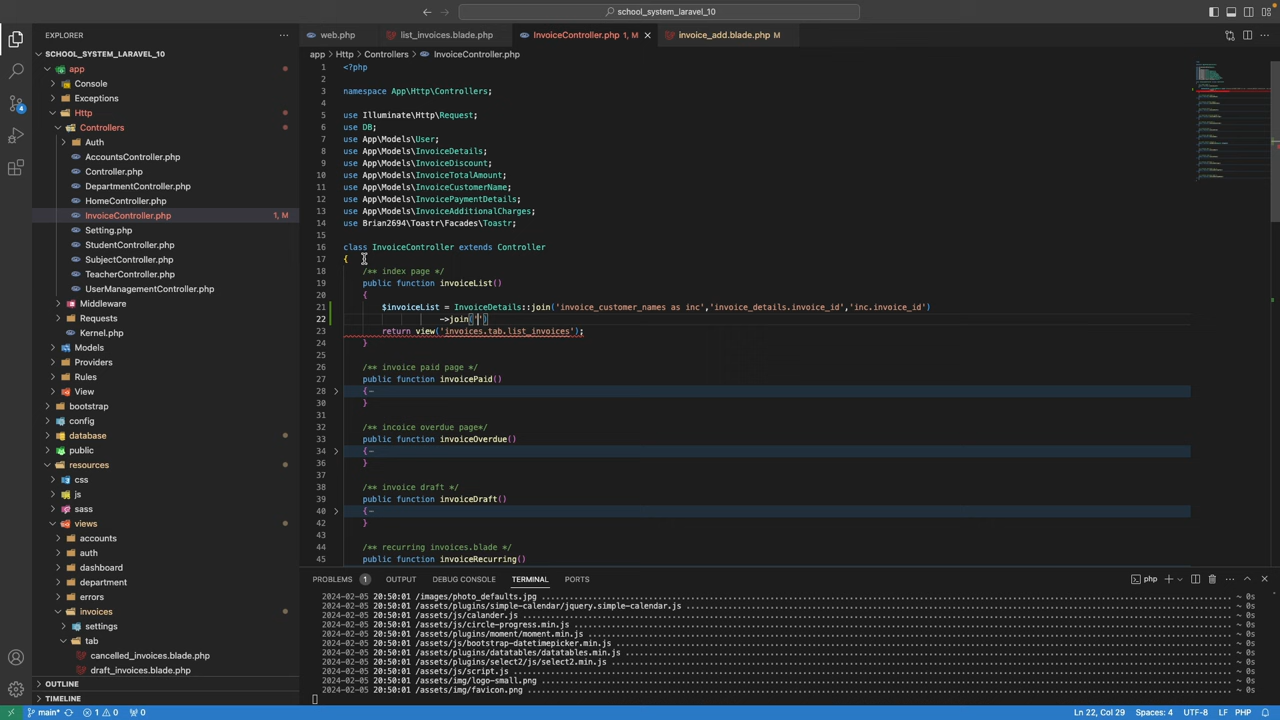 school_system_laravel_10
EXPLORER
SCHOOL_SYSTEM_LARAVEL_10
app
Console
Exceptions
Http
Controllers
Auth
AccountsController.php
Controller.php
DepartmentController.php
HomeController.php
InvoiceController.php 1, M
Setting.php
StudentController.php
SubjectController.php
TeacherController.php
UserManagementController.php
Middleware
Requests
Kernel.php
Models
Providers
Rules
View
bootstrap
config
database
public
resources
css
js
sass
views
accounts
auth
dashboard
department
errors
invoices
settings
tab
cancelled_invoices.blade.php
draft_invoices.blade.php
OUTLINE
TIMELINE
4
web.php list_invoices.blade.php InvoiceController.php 1, M invoice_add.blade.php M
app > Http > Controllers > InvoiceController.php
1 <?php
2
3 namespace App\Http\Controllers;
4
5 use Illuminate\Http\Request;
6 use DB;
7 use App\Models\User;
8 use App\Models\InvoiceDetails;
9 use App\Models\InvoiceDiscount;
10 use App\Models\InvoiceTotalAmount;
11 use App\Models\InvoiceCustomerName;
12 use App\Models\InvoicePaymentDetails;
13 use App\Models\InvoiceAdditionalCharges;
14 use Brian2694\Toastr\Facades\Toastr;
15
16 class InvoiceController extends Controller
17 {
18 /** index page */
19 public function invoiceList()
20 {
21 $invoiceList = InvoiceDetails::join('invoice_customer_names as inc','invoice_details.invoice_id','inc.invoice_id')
22 ->join('')
23 return view('invoices.tab.list_invoices');
24 }
25
26 /** invoice paid page */
27 public function invoicePaid()
28 {
30 }
31
32 /** incoice overdue page*/
33 public function invoiceOverdue()
34 {
36 }
37
38 /** invoice draft */
39 public function invoiceDraft()
40 {
42 }
43
44 /** recurring invoices.blade */
45 public function invoiceRecurring()
PROBLEMS 1 OUTPUT DEBUG CONSOLE TERMINAL PORTS php
2024-02-05 20:50:01 /images/photo_defaults.jpg ~ 0s
2024-02-05 20:50:01 /assets/plugins/simple-calendar/jquery.simple-calendar.js ~ 0s
2024-02-05 20:50:01 /assets/js/calander.js ~ 0s
2024-02-05 20:50:01 /assets/js/circle-progress.min.js ~ 0s
2024-02-05 20:50:01 /assets/plugins/moment/moment.min.js ~ 0s
2024-02-05 20:50:01 /assets/js/bootstrap-datetimepicker.min.js ~ 0s
2024-02-05 20:50:01 /assets/plugins/datatables/datatables.min.js ~ 0s
2024-02-05 20:50:01 /assets/plugins/select2/js/select2.min.js ~ 0s
2024-02-05 20:50:01 /assets/js/script.js ~ 0s
2024-02-05 20:50:01 /assets/img/logo-small.png ~ 0s
2024-02-05 20:50:01 /assets/img/favicon.png ~ 0s
main* 1 0 0 Ln 22, Col 29 Spaces: 4 UTF-8 LF PHP